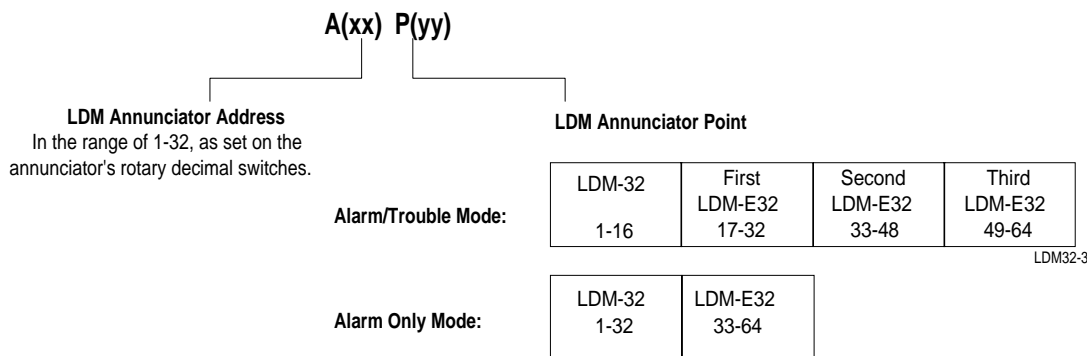 A(xx) P(yy)
LDM Annunciator Address
In the range of 1-32, as set on the
annunciator's rotary decimal switches.
LDM Annunciator Point
Alarm/Trouble Mode:
LDM-32
1-16
First
LDM-E32
17-32
Second
LDM-E32
33-48
Third
LDM-E32
49-64
LDM32-3
Alarm Only Mode:
LDM-32
1-32
LDM-E32
33-64